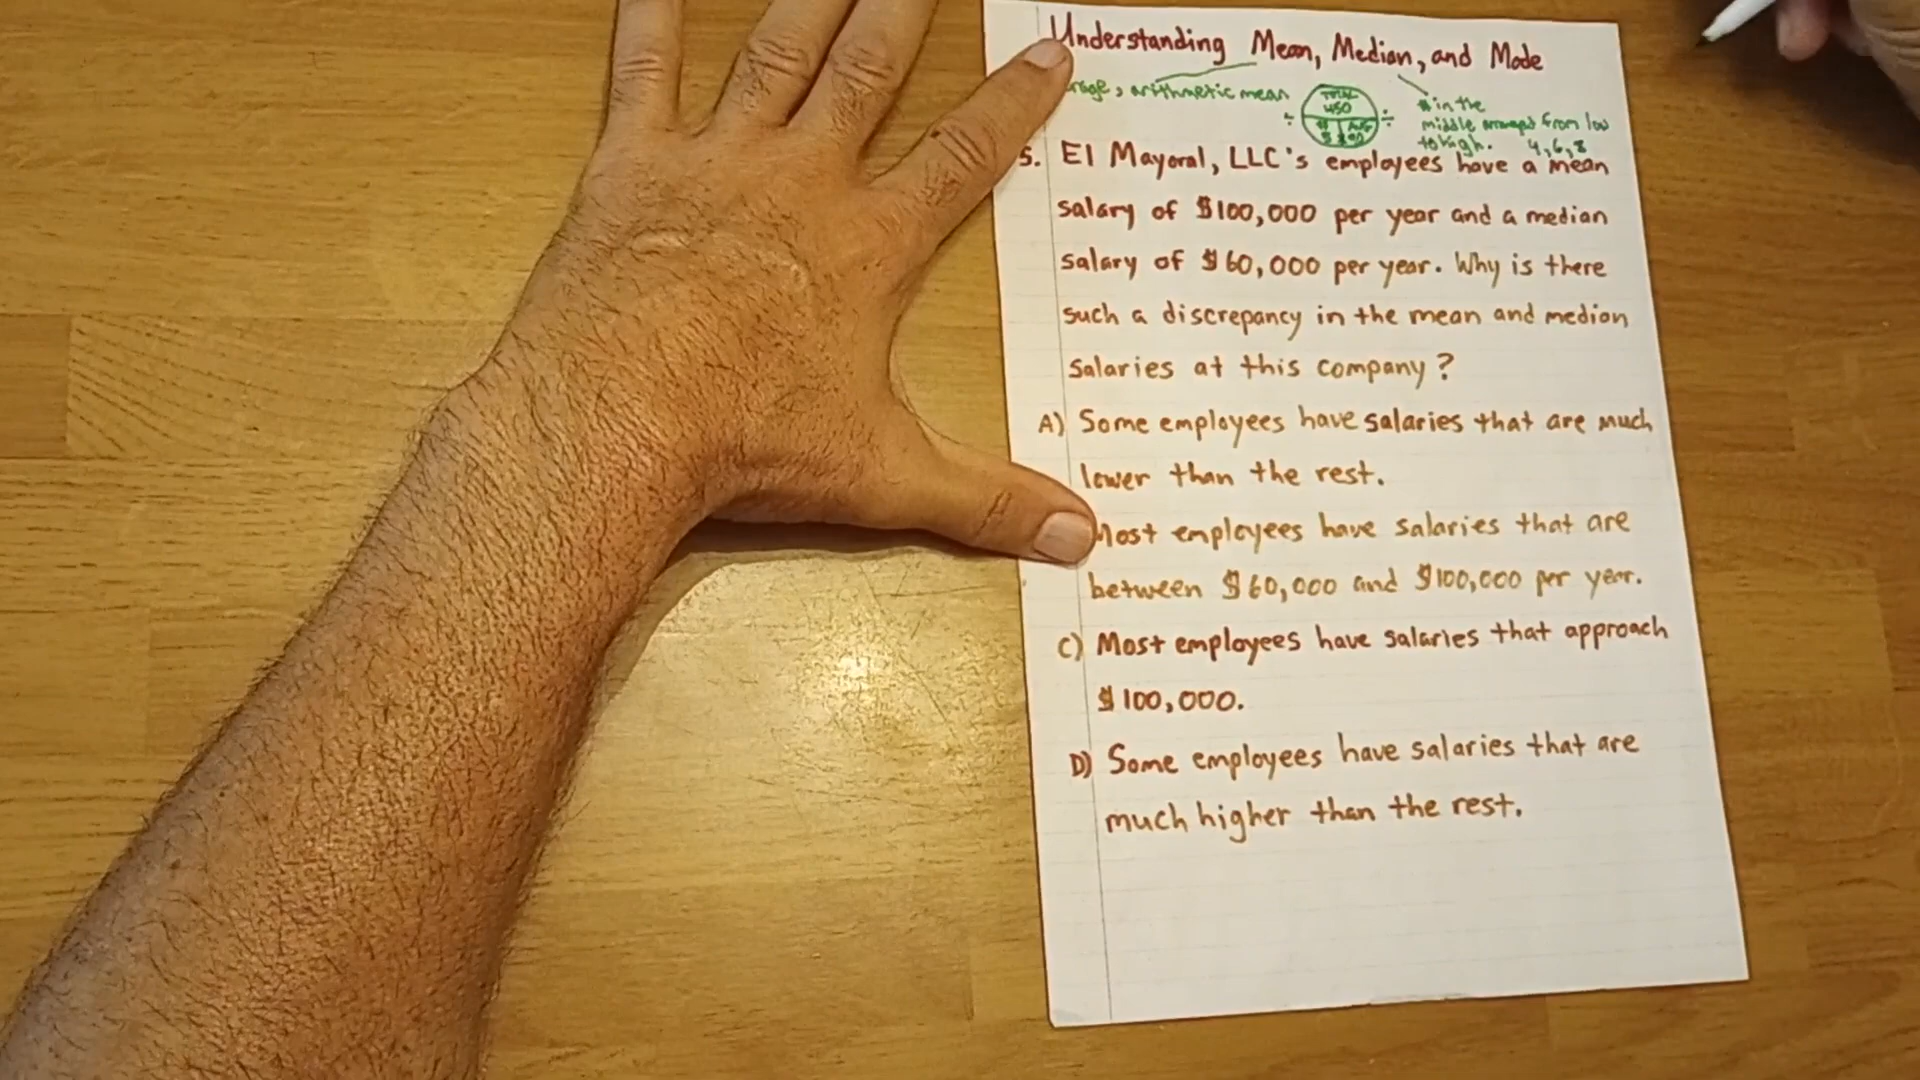 Understanding Mean, Median, and Mode
arithmetic mean
TOTAL
450
÷ ÷
# in the
middle arranged from low
to high. 4, 6, 8
5. El Mayoral, LLC's employees have a mean
salary of $100,000 per year and a median
salary of $60,000 per year. Why is there
such a discrepancy in the mean and median
salaries at this company?
A) Some employees have salaries that are much
lower than the rest.
Most employees have salaries that are
between $60,000 and $100,000 per year.
C) Most employees have salaries that approach
$100,000.
D) Some employees have salaries that are
much higher than the rest.